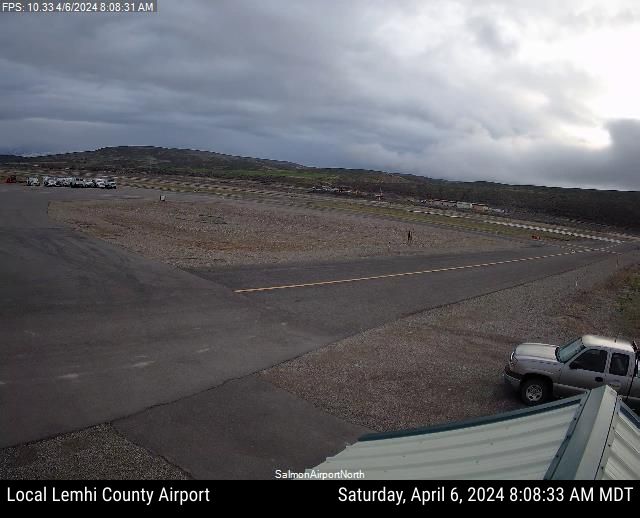 FPS: 10.33 4/6/2024 8:08:31 AM
SalmonAirportNorth
Local Lemhi County Airport
Saturday, April 6, 2024 8:08:33 AM MDT